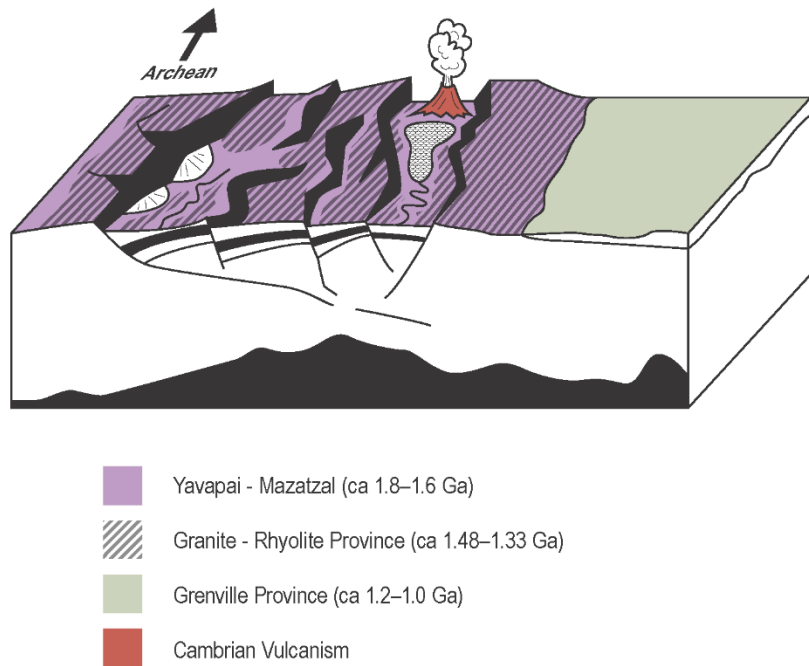 Archean
Yavapai - Mazatzal (ca 1.8–1.6 Ga)
Granite - Rhyolite Province (ca 1.48–1.33 Ga)
Grenville Province (ca 1.2–1.0 Ga)
Cambrian Vulcanism